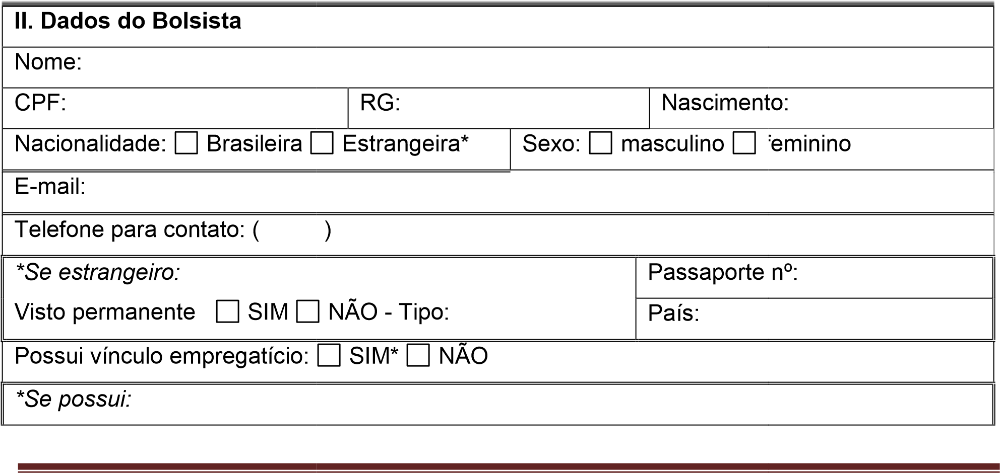 II. Dados do Bolsista
Nome:
CPF: RG: Nascimento:
Nacionalidade: Brasileira Estrangeira* Sexo: masculino feminino
E-mail:
Telefone para contato: ( )
*Se estrangeiro: Passaporte nº:
Visto permanente SIM NÃO - Tipo: País:
Possui vínculo empregatício: SIM* NÃO
*Se possui: